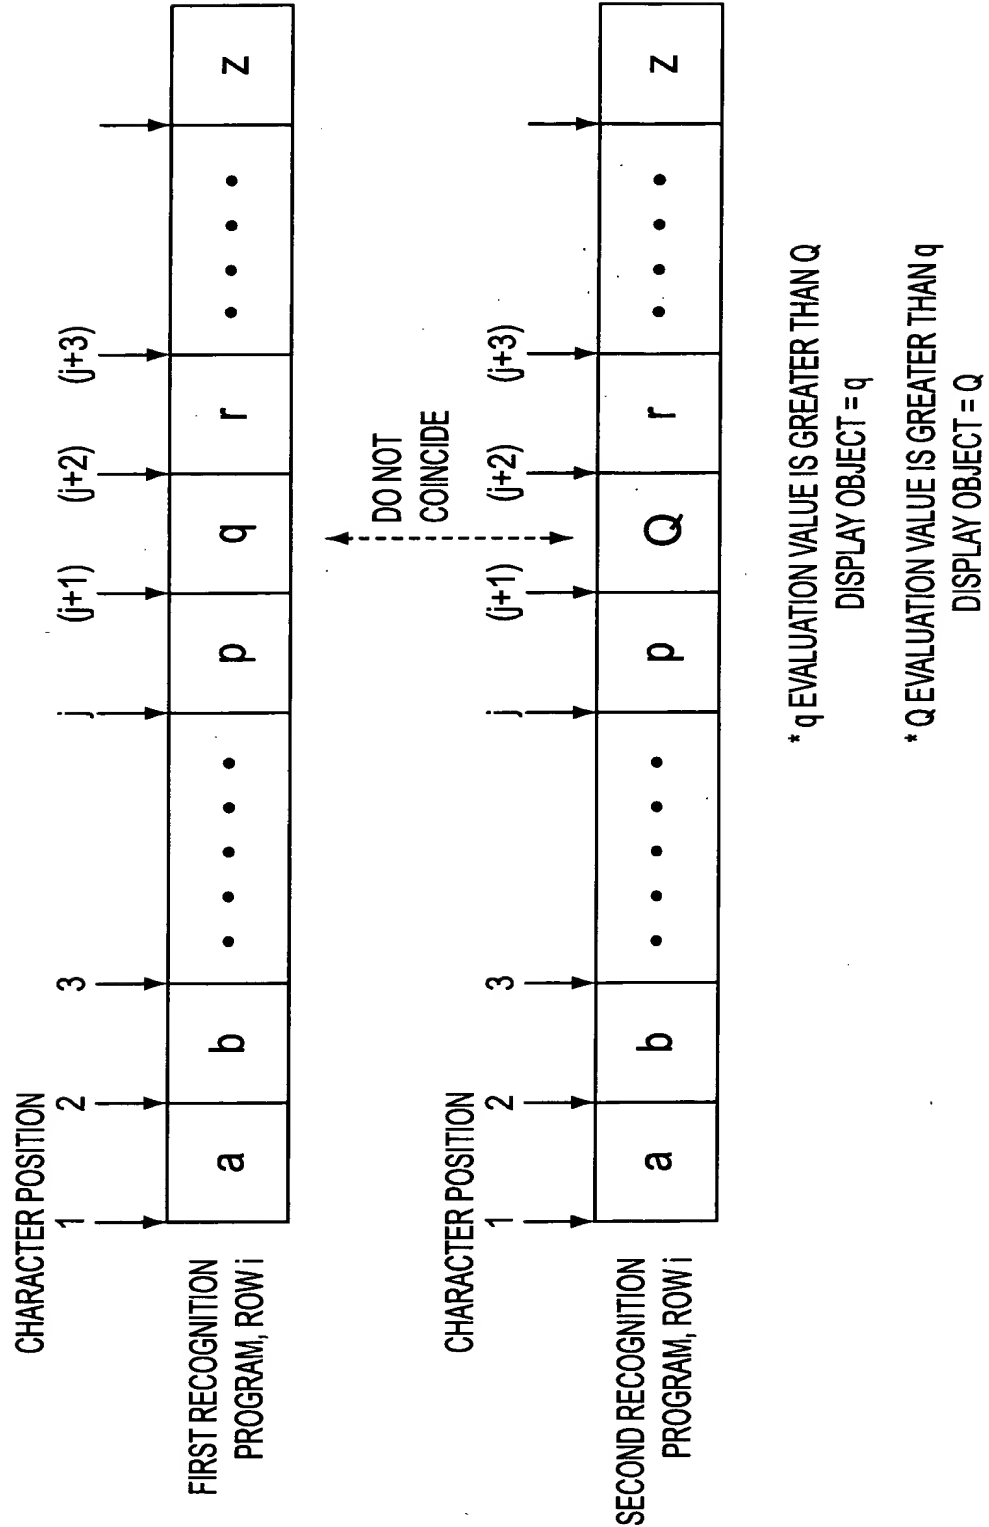 CHARACTER POSITION
1 2 3 j (j+1) (j+2) (j+3)
FIRST RECOGNITION
PROGRAM, ROW i
a b • • • • • p q r • • • • z
DO NOT
COINCIDE
CHARACTER POSITION
1 2 3 j (j+1) (j+2) (j+3)
SECOND RECOGNITION
PROGRAM, ROW i
a b • • • • • p Q r • • • • z
* q EVALUATION VALUE IS GREATER THAN Q
DISPLAY OBJECT = q
* Q EVALUATION VALUE IS GREATER THAN q
DISPLAY OBJECT = Q